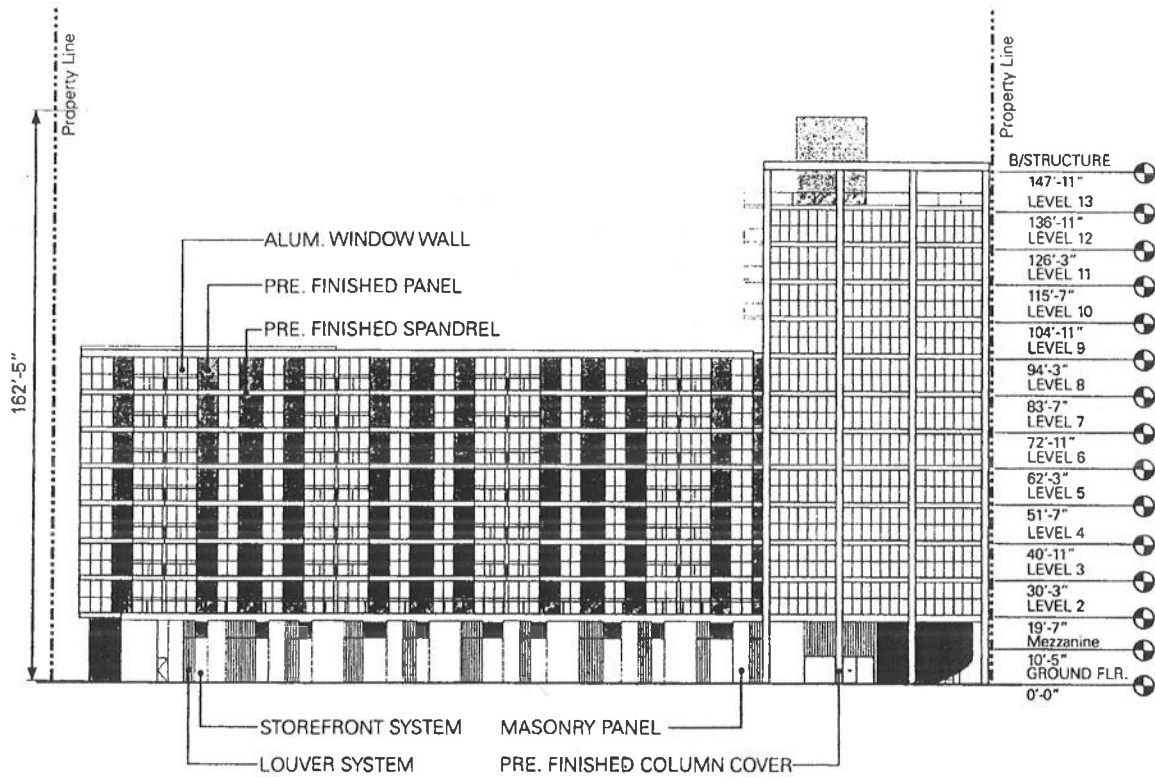 Property Line
Property Line
162'-5"
ALUM. WINDOW WALL
PRE. FINISHED PANEL
PRE. FINISHED SPANDREL
B/STRUCTURE
147'-11"
LEVEL 13
136'-11"
LEVEL 12
126'-3"
LEVEL 11
115'-7"
LEVEL 10
104'-11"
LEVEL 9
94'-3"
LEVEL 8
83'-7"
LEVEL 7
72'-11"
LEVEL 6
62'-3"
LEVEL 5
51'-7"
LEVEL 4
40'-11"
LEVEL 3
30'-3"
LEVEL 2
19'-7"
Mezzanine
10'-5"
GROUND FLR.
0'-0"
STOREFRONT SYSTEM
MASONRY PANEL
LOUVER SYSTEM
PRE. FINISHED COLUMN COVER